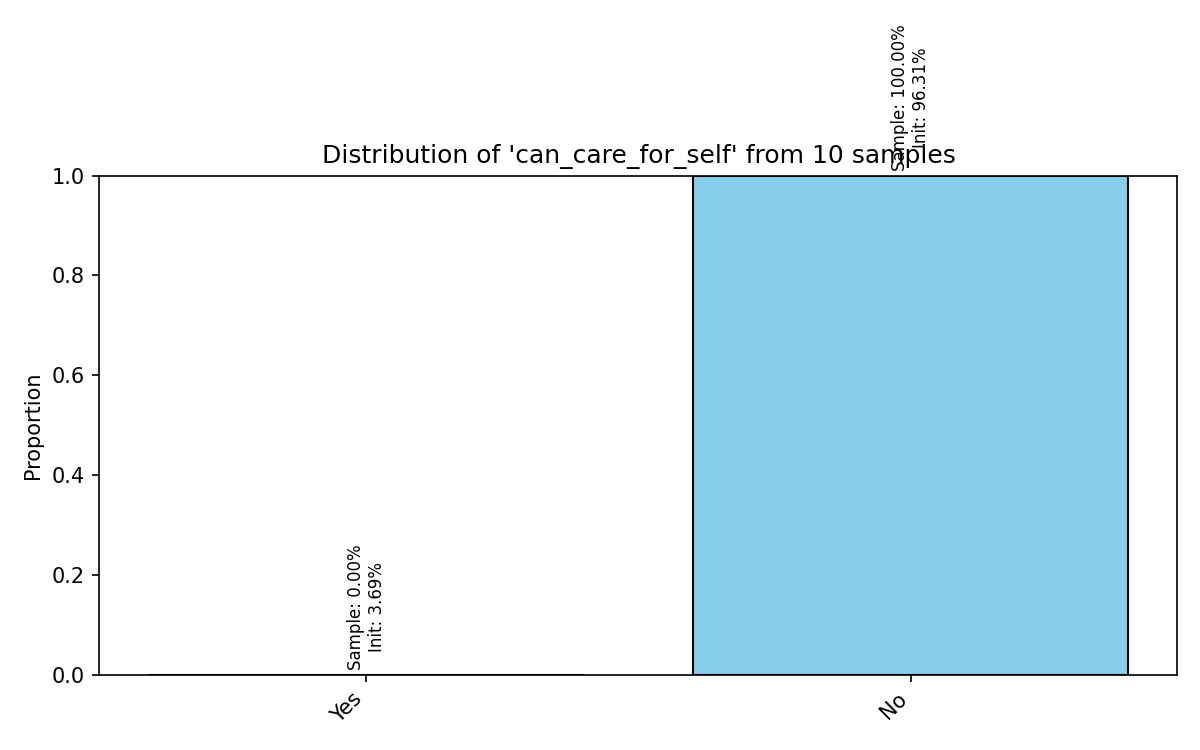 Sample: 100.00%
Init: 96.31%
Distribution of 'can_care_for_self' from 10 samples
1.0
0.8
0.6
0.4
0.2
0.0
Proportion
Sample: 0.00%
Init: 3.69%
Yes
No